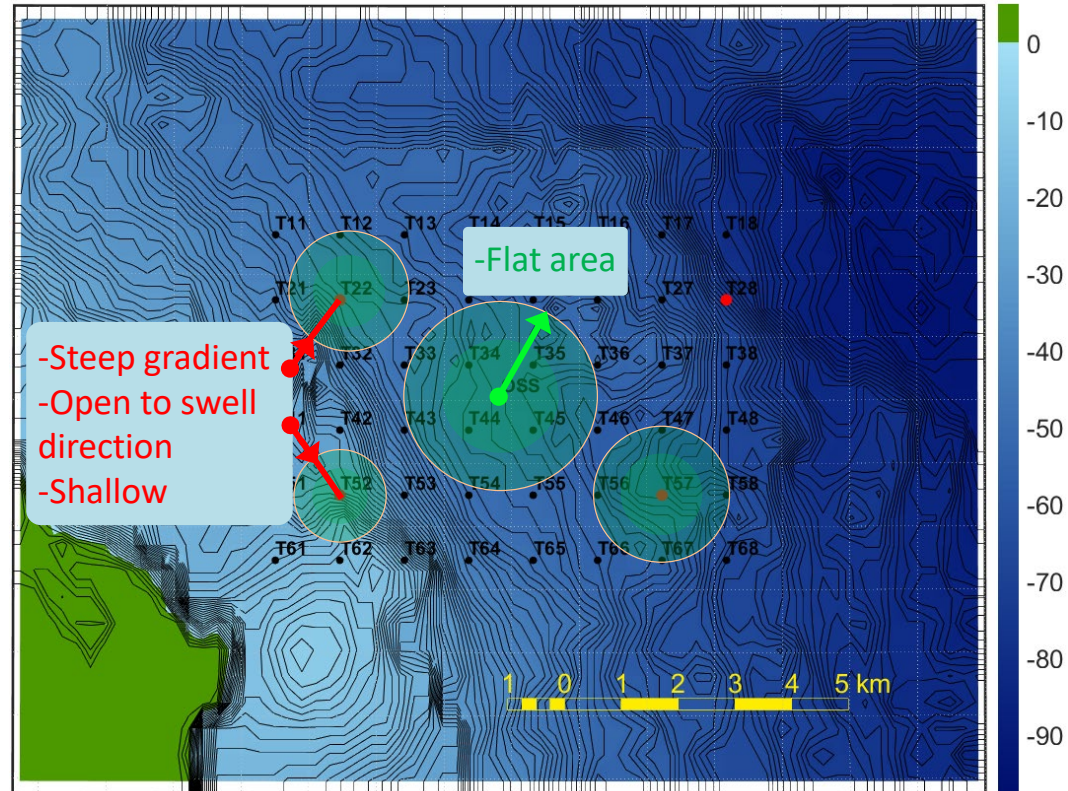 0
-10
-20
-30
-40
-50
-60
-70
-80
-90
T11 T12 T13 T14 T15 T16 T17 T18
-Flat area
T21 T22 T23 T27 T28
-Steep gradient
-Open to swell
direction
-Shallow
T32 T33 T34 T35 T36 T37 T38
OSS
1 T42 T43 T44 T45 T46 T47 T48
51 T52 T53 T54 T55 T56 T57 T58
T61 T62 T63 T64 T65 T66 T67 T68
1 0 1 2 3 4 5 km